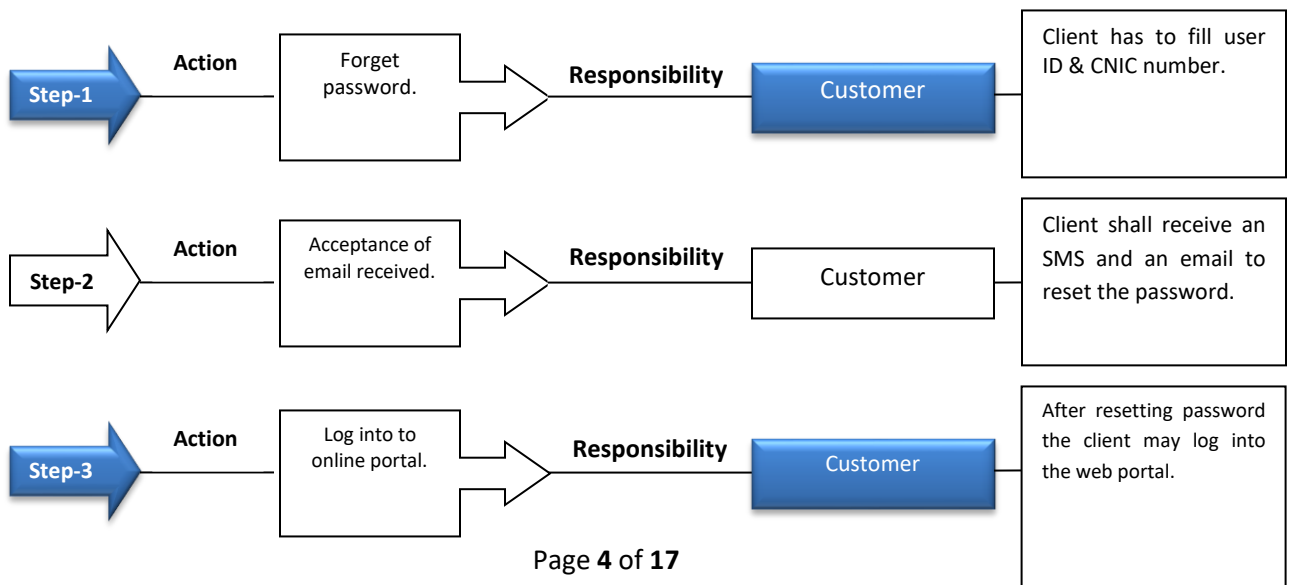 Step-1
Action
Forget
password.
Responsibility
Customer
Client has to fill user
ID & CNIC number.
Step-2
Action
Acceptance of
email received.
Responsibility
Customer
Client shall receive an
SMS and an email to
reset the password.
Step-3
Action
Log into to
online portal.
Responsibility
Customer
After resetting password
the client may log into
the web portal.
Page 4 of 17